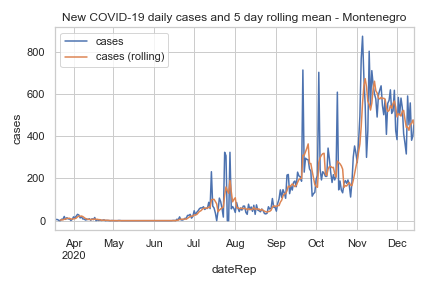 New COVID-19 daily cases and 5 day rolling mean - Montenegro
cases
cases (rolling)
800
600
400
200
0
cases
Apr May Jun Jul Aug Sep Oct Nov Dec
2020
dateRep